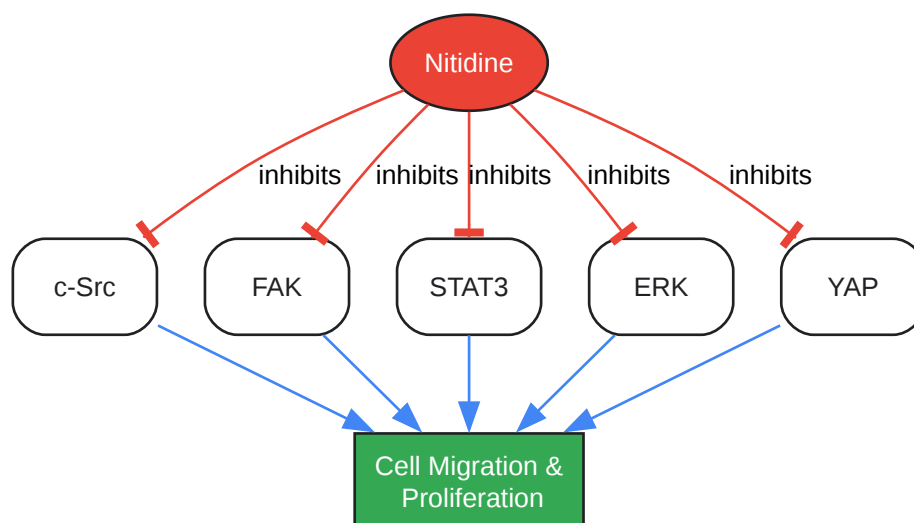 Nitidine
inhibits inhibits inhibits inhibits inhibits
c-Src FAK STAT3 ERK YAP
Cell Migration &
Proliferation